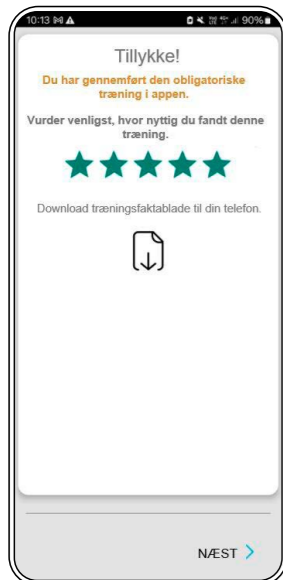 10:13
90%
Tillykke!
Du har gennemført den obligatoriske
træning i appen.
Vurder venligst, hvor nyttig du fandt denne
træning.
Download træningsfaktablade til din telefon.
NÆST